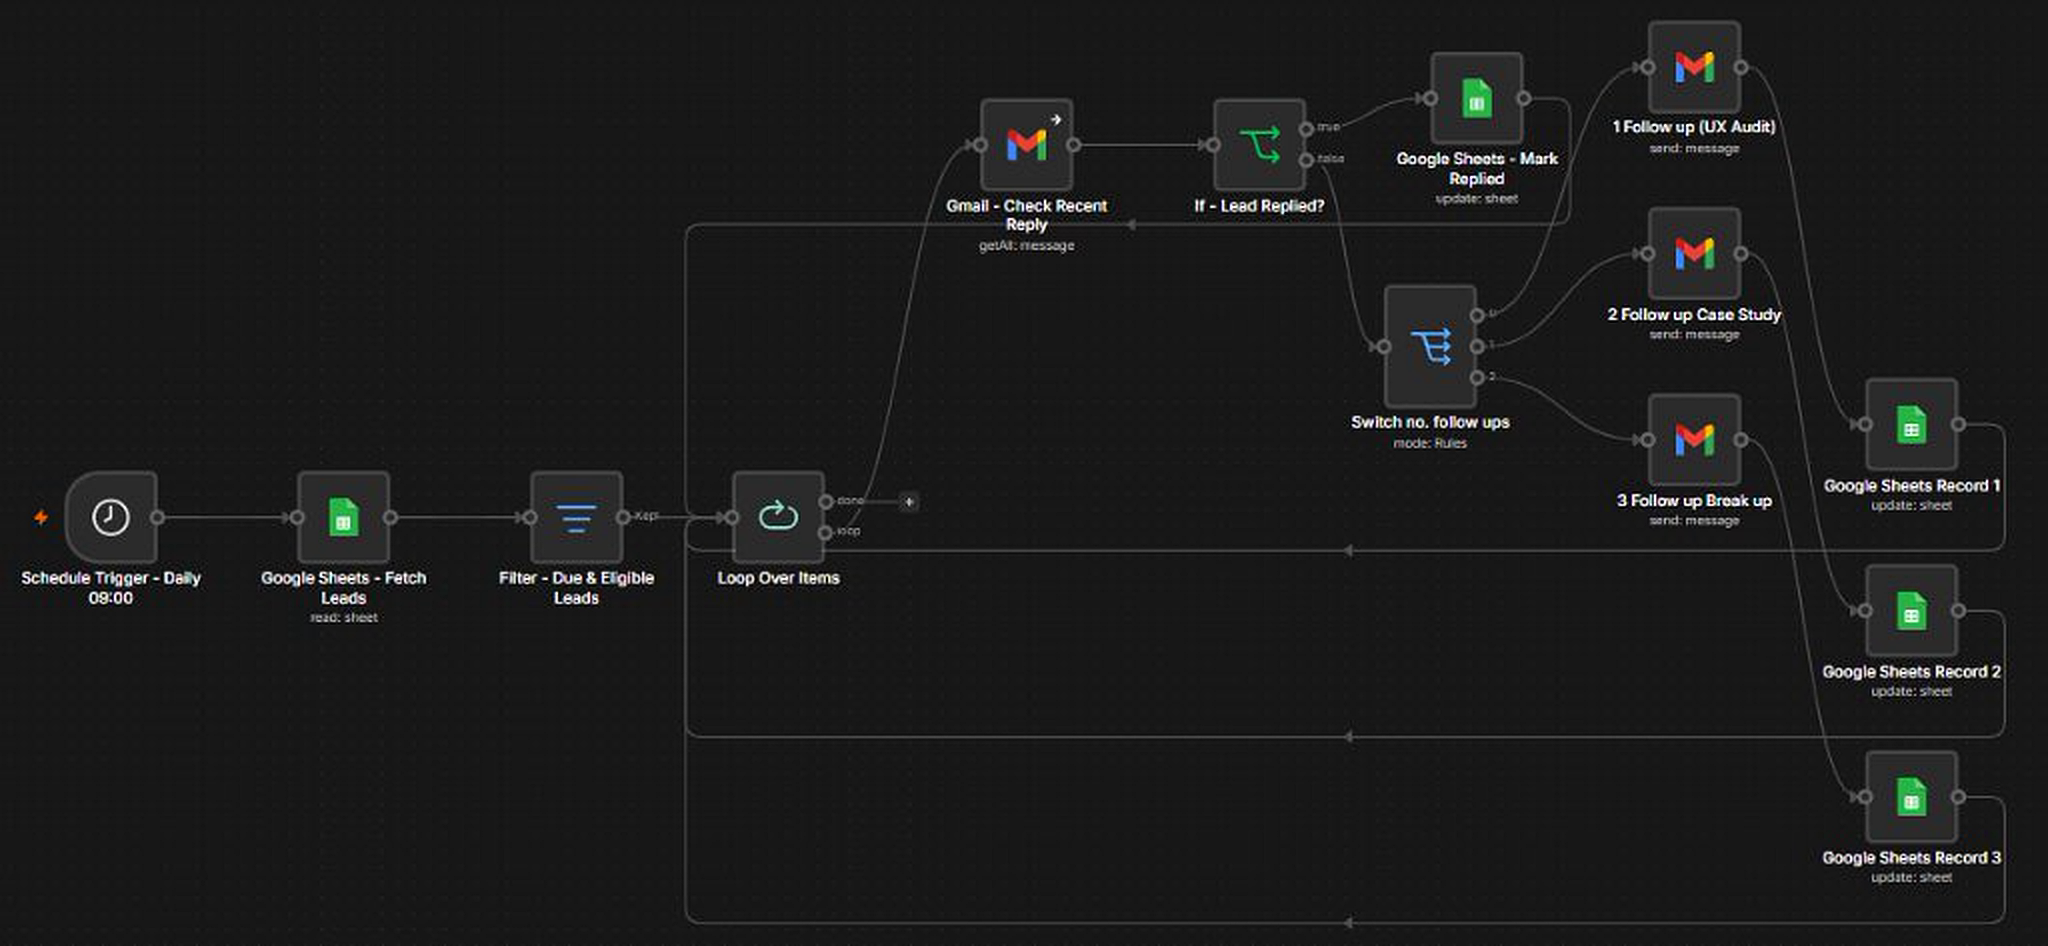 1 Follow up (UX Audit)
send: message
true
false
Google Sheets - Mark
Replied
update: sheet
Gmail - Check Recent
Reply
getAll: message
If - Lead Replied?
0
1
2
2 Follow up Case Study
send: message
Switch no. follow ups
mode: Rules
3 Follow up Break up
send: message
Google Sheets Record 1
update: sheet
Kept
done
loop
Schedule Trigger - Daily
09:00
Google Sheets - Fetch
Leads
read: sheet
Filter - Due & Eligible
Leads
Loop Over Items
Google Sheets Record 2
update: sheet
Google Sheets Record 3
update: sheet